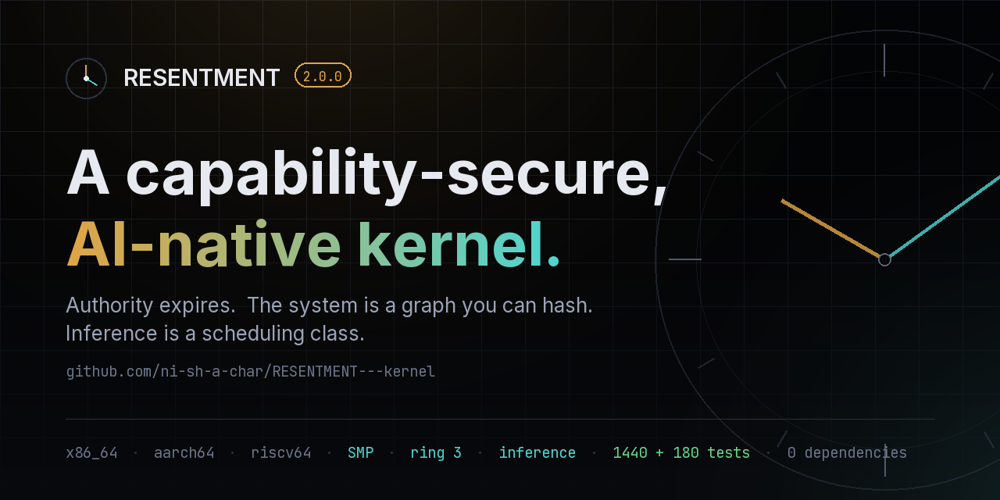 RESENTMENT 2.0.0
A capability-secure,
AI-native kernel.
Authority expires. The system is a graph you can hash.
Inference is a scheduling class.
github.com/ni-sh-a-char/RESENTMENT---kernel
x86_64 · aarch64 · riscv64 · SMP · ring 3 · inference · 1440 + 180 tests · 0 dependencies